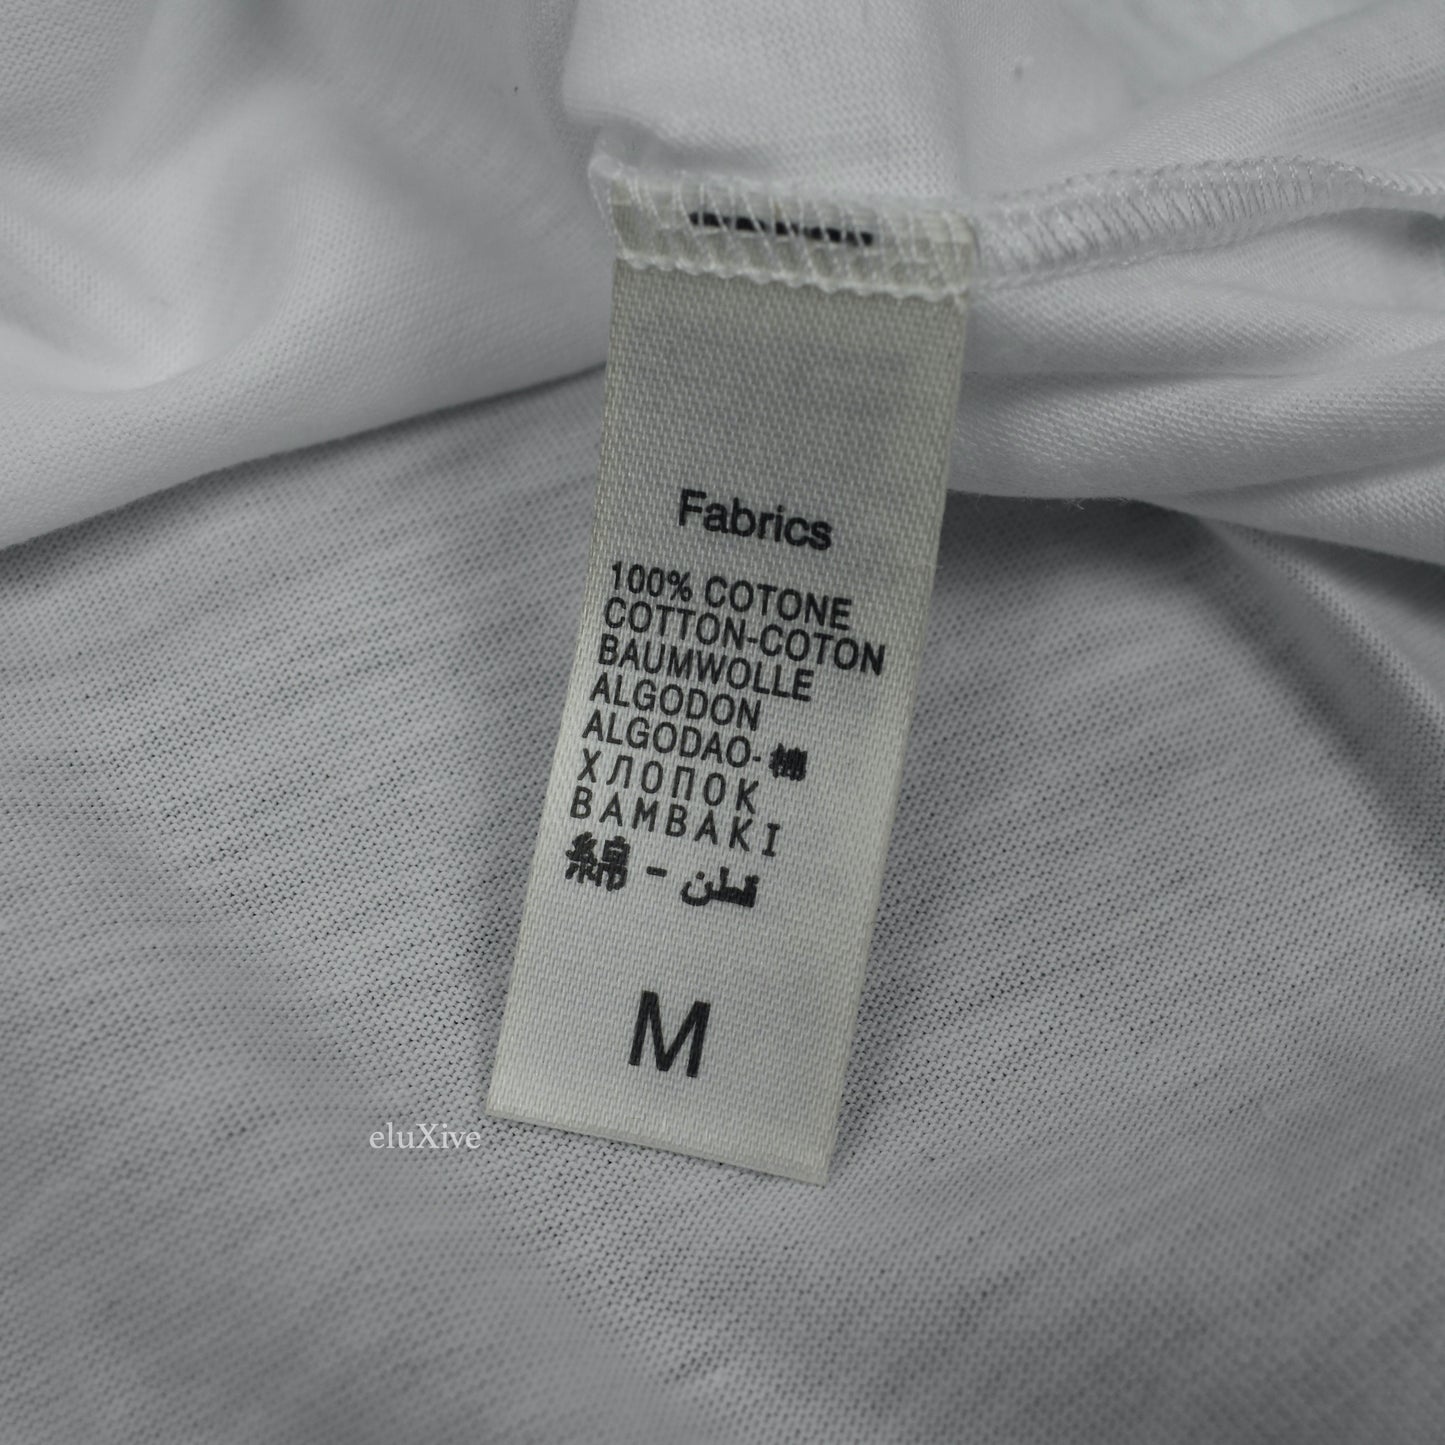 Fabrics
100% COTONE
COTTON-COTON
BAUMWOLLE
ALGODON
ALGODAO-棉
ХЛОПОК
BAMBAKI
綿 - قطن
M
eluXive